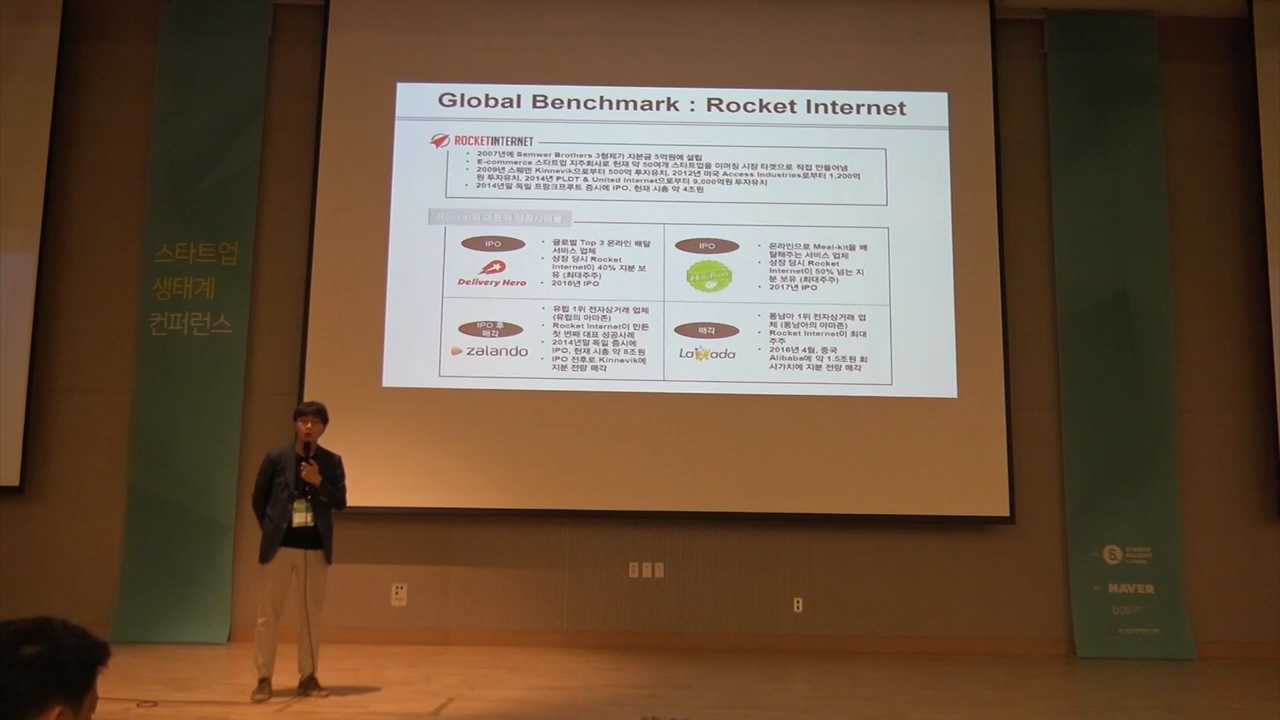 Global Benchmark : Rocket Internet
ROCKETINTERNET
• 2007년에 Samwer Brothers 3형제가 자본금 5억원에 설립
• E-commerce 스타트업 지주회사로 현재 약 50여개 스타트업을 이머징 시장 타겟으로 직접 만들어냄
• 2009년 스웨덴 Kinnevik으로부터 500억 투자유치, 2012년 미국 Access Industries로부터 1,200억
원 투자유치, 2014년 PLDT & United Internet으로부터 9,000억원 투자유치
• 2014년말 독일 프랑크푸르트 증시에 IPO, 현재 시총 약 4조원
Rocket의 대표적 성공사례들
IPO
Delivery Hero
• 글로벌 Top 3 온라인 배달
서비스 업체
• 상장 당시 Rocket
Internet이 40% 지분 보
유 (최대주주)
• 2016년 IPO
IPO
HelloFresh
• 온라인으로 Meal-kit을 배
달해주는 서비스 업체
• 상장 당시 Rocket
Internet이 50% 넘는 지
분 보유 (최대주주)
• 2017년 IPO
IPO 후
매각
zalando
• 유럽 1위 전자상거래 업체
(유럽의 아마존)
• Rocket Internet이 만든
첫 번째 대표 성공사례
• 2014년말 독일 증시에
IPO, 현재 시총 약 8조원
• IPO 전후로 Kinnevik에
지분 전량 매각
매각
Lazada
• 동남아 1위 전자상거래 업
체 (동남아의 아마존)
• Rocket Internet이 최대
주주
• 2016년 4월, 중국
Alibaba에 약 1.5조원 회
사가치에 지분 전량 매각
스타트업
생태계
컨퍼런스
S.
STARTUP
ALLIANCE
NAVER